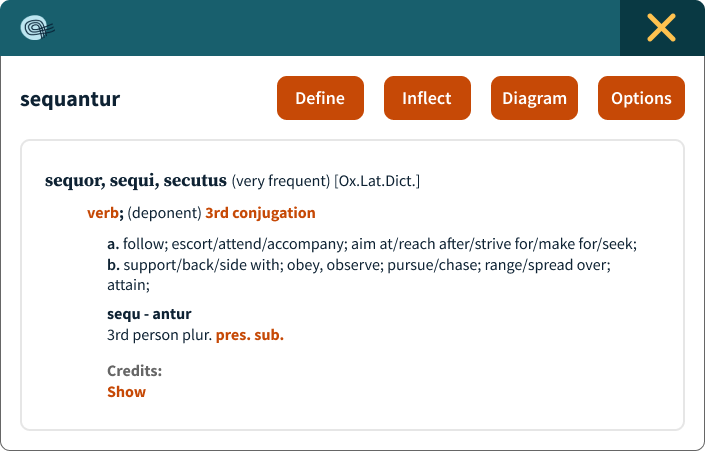 sequantur
Define
Inflect
Diagram
Options
sequor, sequi, secutus (very frequent) [Ox.Lat.Dict.]
verb; (deponent) 3rd conjugation
a. follow; escort/attend/accompany; aim at/reach after/strive for/make for/seek;
b. support/back/side with; obey, observe; pursue/chase; range/spread over;
attain;
sequ - antur
3rd person plur. pres. sub.
Credits:
Show